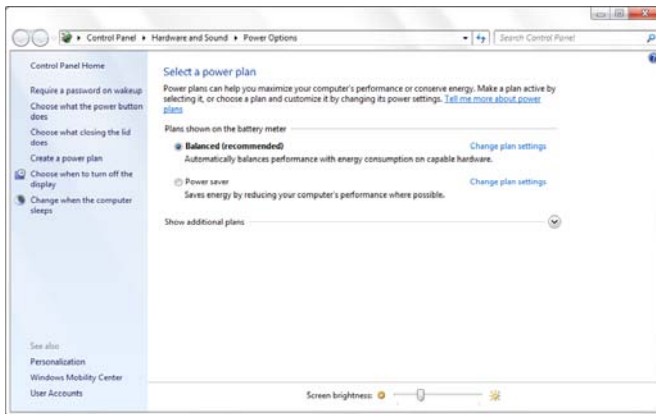 Control Panel ▸ Hardware and Sound ▸ Power Options
Search Control Panel
Control Panel Home
Require a password on wakeup
Choose what the power button
does
Choose what closing the lid
does
Create a power plan
Choose when to turn off the
display
Change when the computer
sleeps
See also
Personalization
Windows Mobility Center
User Accounts
Select a power plan
Power plans can help you maximize your computer's performance or conserve energy. Make a plan active by
selecting it, or choose a plan and customize it by changing its power settings. Tell me more about power
plans
Plans shown on the battery meter
Balanced (recommended) Change plan settings
Automatically balances performance with energy consumption on capable hardware.
Power saver Change plan settings
Saves energy by reducing your computer's performance where possible.
Show additional plans
Screen brightness: